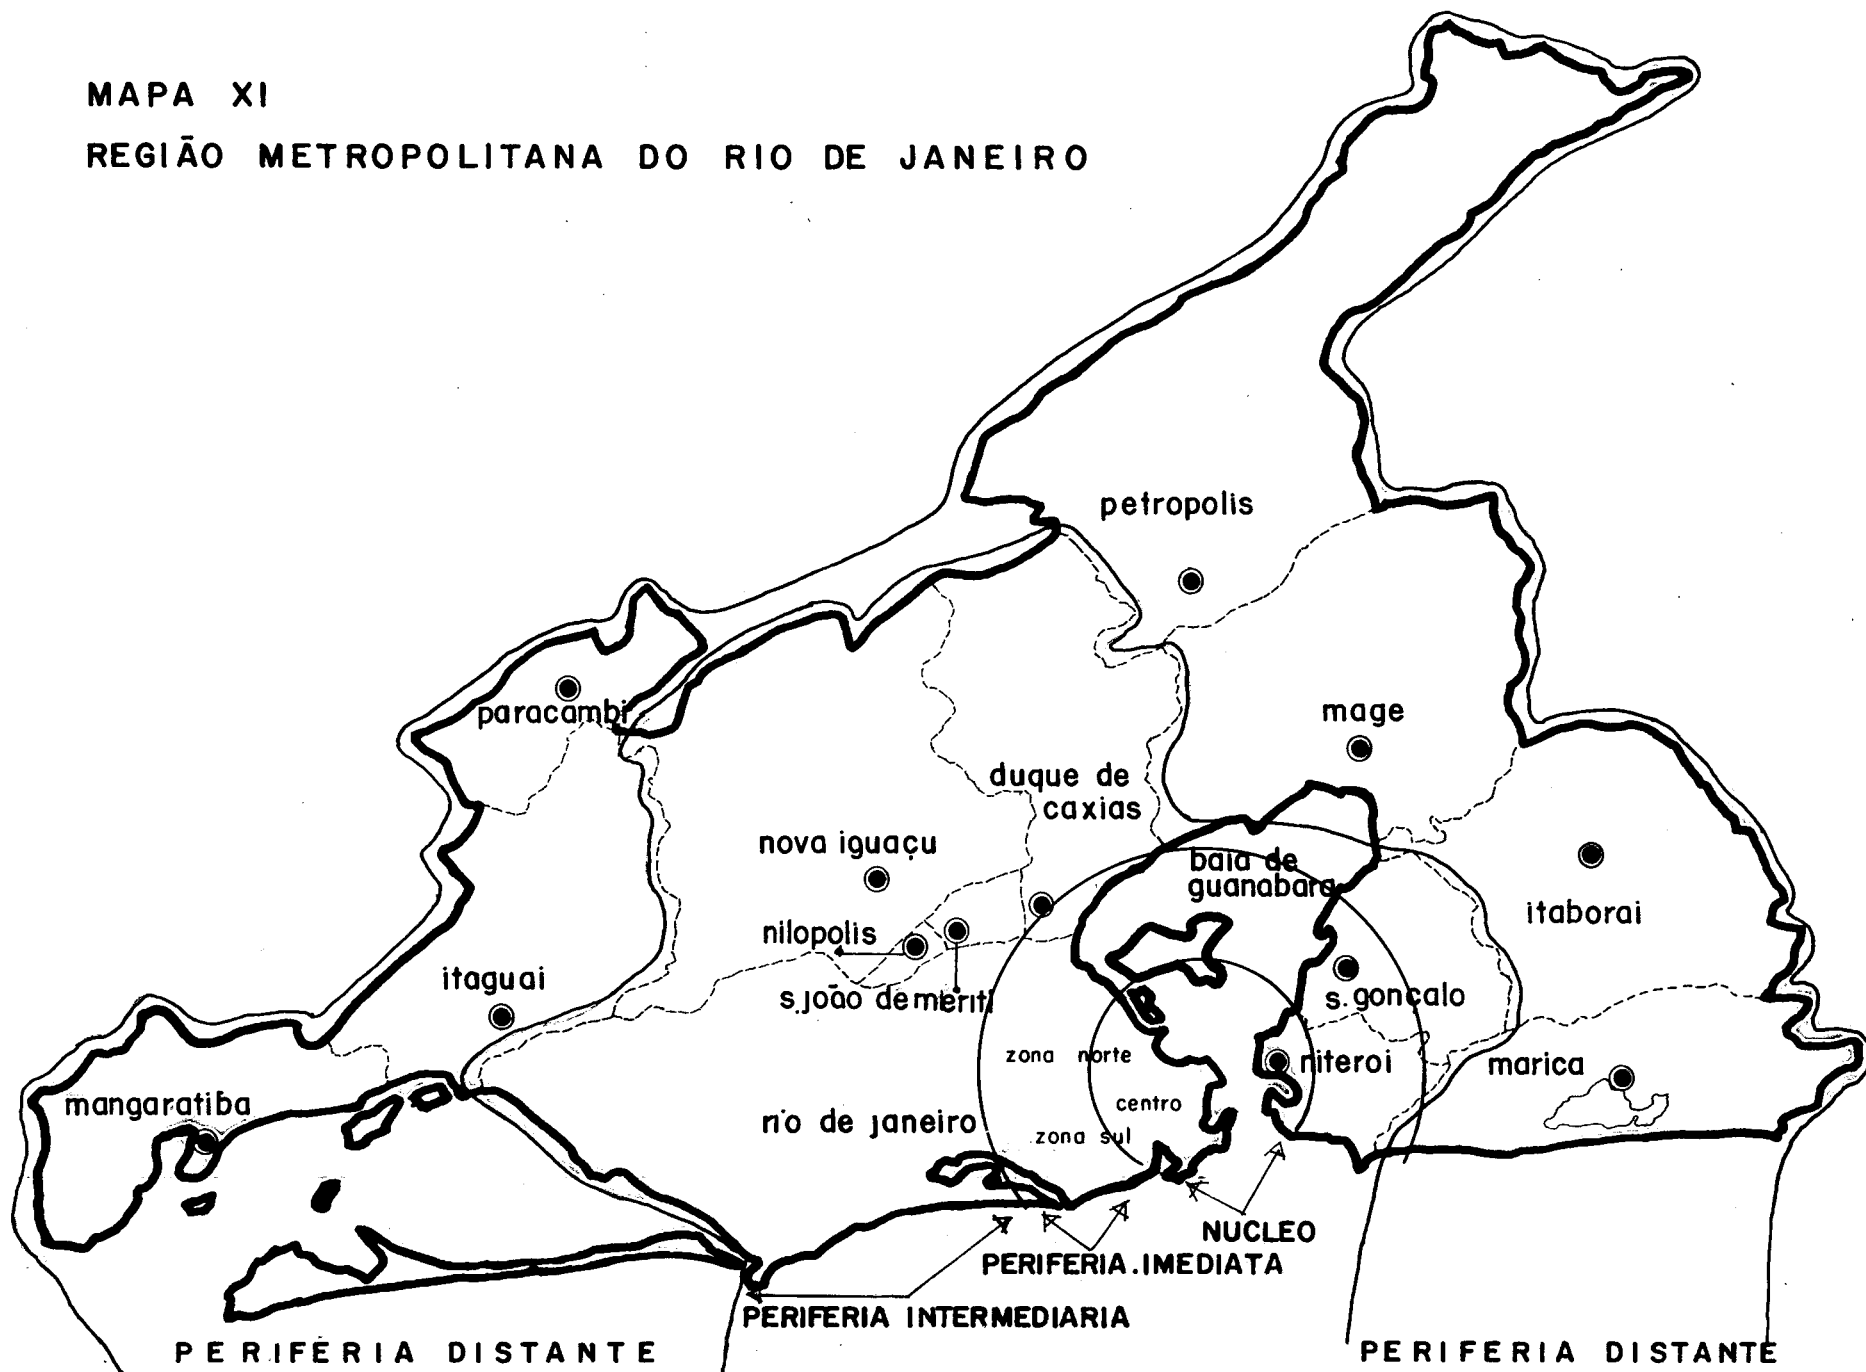 MAPA XI
REGIÃO METROPOLITANA DO RIO DE JANEIRO
petropolis
paracambi
mage
duque de
caxias
nova iguaçu
baia de
guanabara
itaborai
nilopolis
itaguai
s.joão de meriti
s. gonçalo
zona norte
niteroi
marica
mangaratiba
centro
rio de janeiro
zona sul
NUCLEO
PERIFERIA.IMEDIATA
PERIFERIA INTERMEDIARIA
PERIFERIA DISTANTE
PERIFERIA DISTANTE